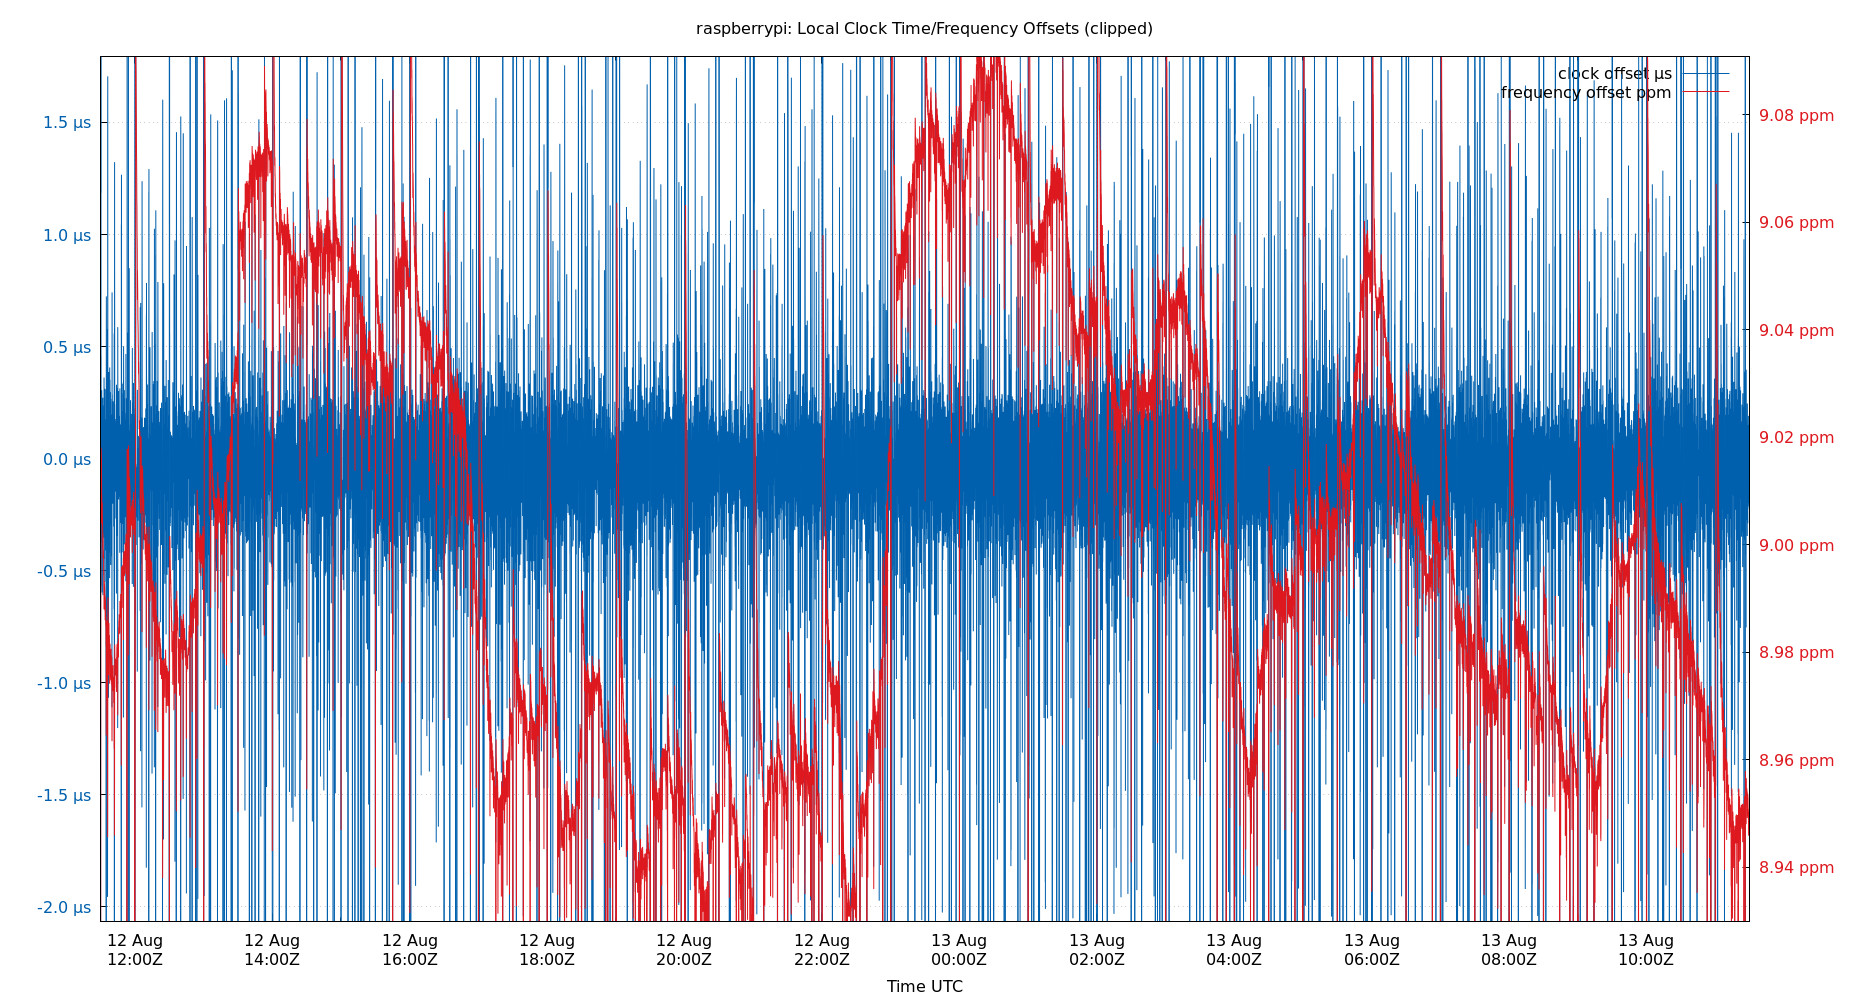 raspberrypi: Local Clock Time/Frequency Offsets (clipped)
clock offset µs
frequency offset ppm
1.5 µs
1.0 µs
0.5 µs
0.0 µs
-0.5 µs
-1.0 µs
-1.5 µs
-2.0 µs
9.08 ppm
9.06 ppm
9.04 ppm
9.02 ppm
9.00 ppm
8.98 ppm
8.96 ppm
8.94 ppm
12 Aug 12 Aug 12 Aug 12 Aug 12 Aug 12 Aug 13 Aug 13 Aug 13 Aug 13 Aug 13 Aug 13 Aug
12:00Z 14:00Z 16:00Z 18:00Z 20:00Z 22:00Z 00:00Z 02:00Z 04:00Z 06:00Z 08:00Z 10:00Z
Time UTC